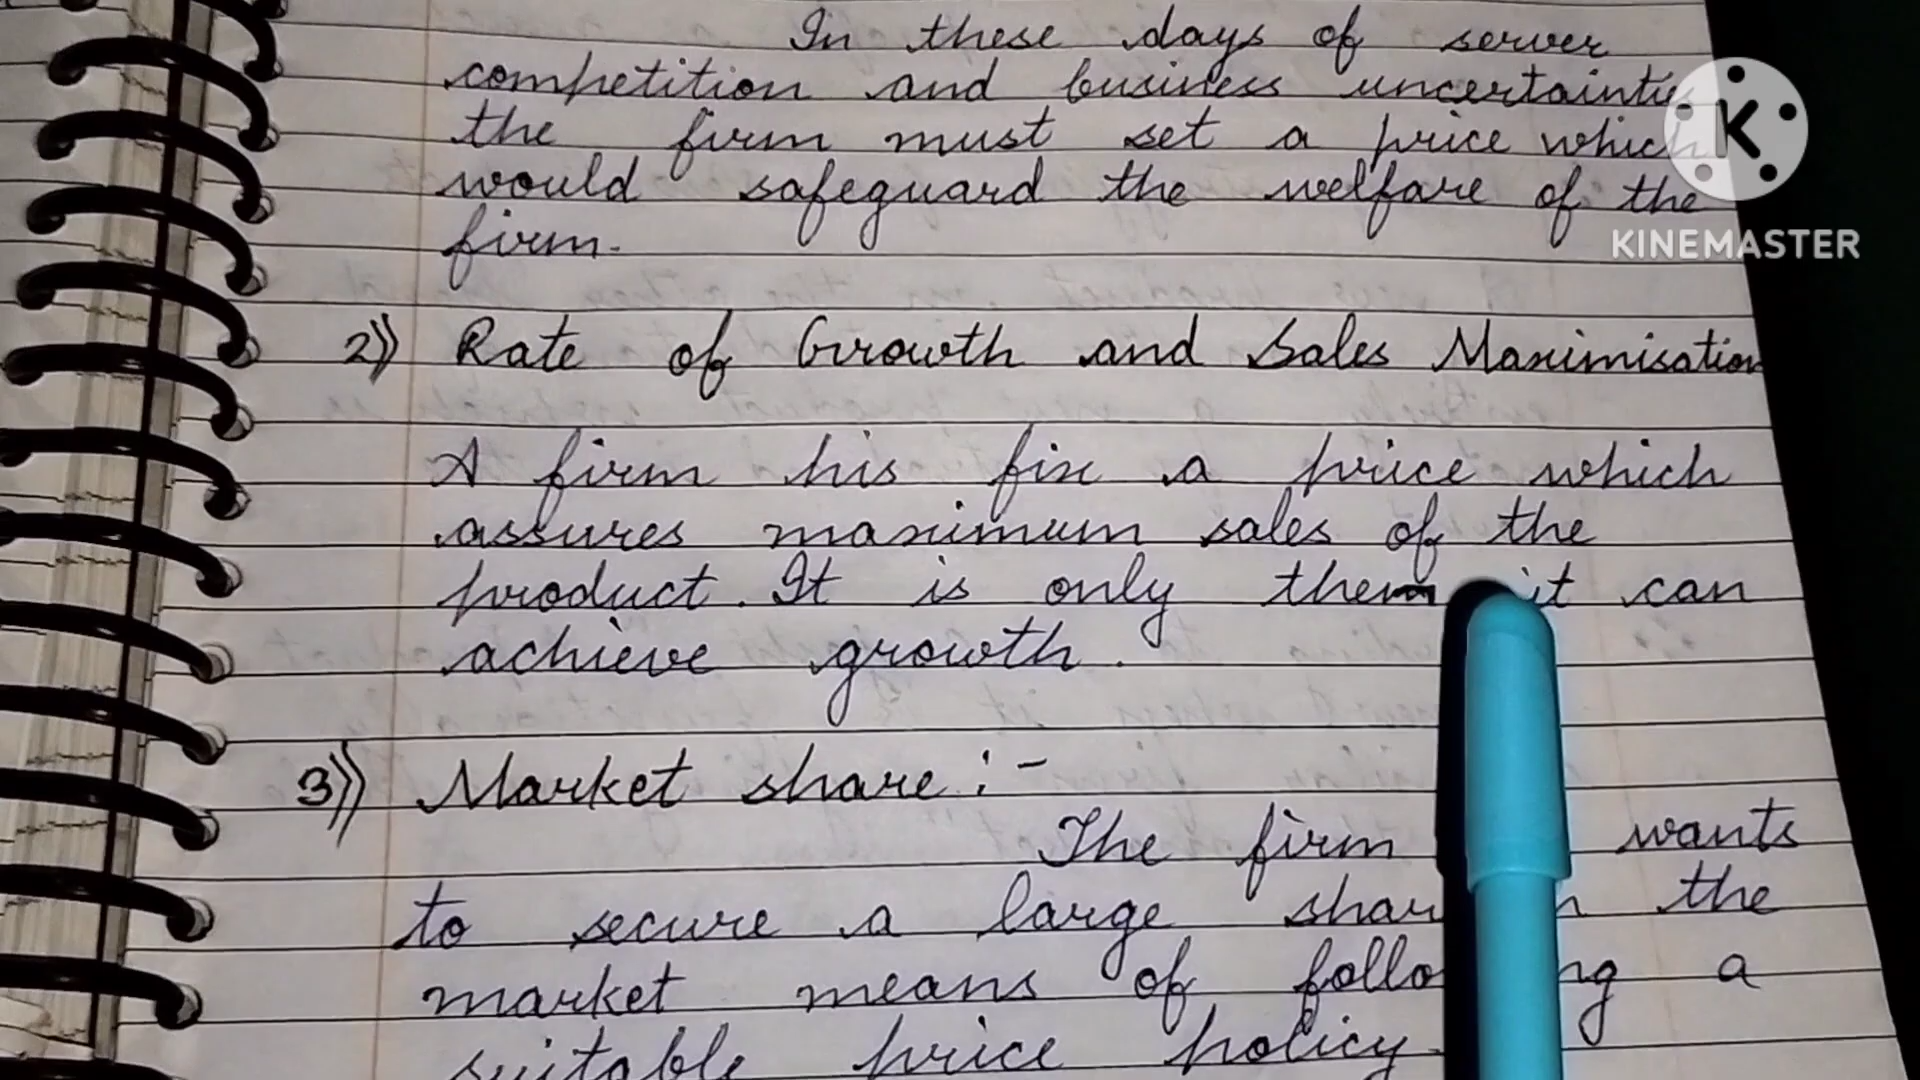 In these days of server
competition and business uncertainties
the firm must set a price which
would safeguard the welfare of the
firm.
2)) Rate of Growth and Sales Maximisation
A firm his fix a price which
assures maximum sales of the
product. It is only then it can
achieve growth.
3)) Market share :-
The firm wants
to secure a large share the
market means of following a
suitable price policy.
K
KINEMASTER